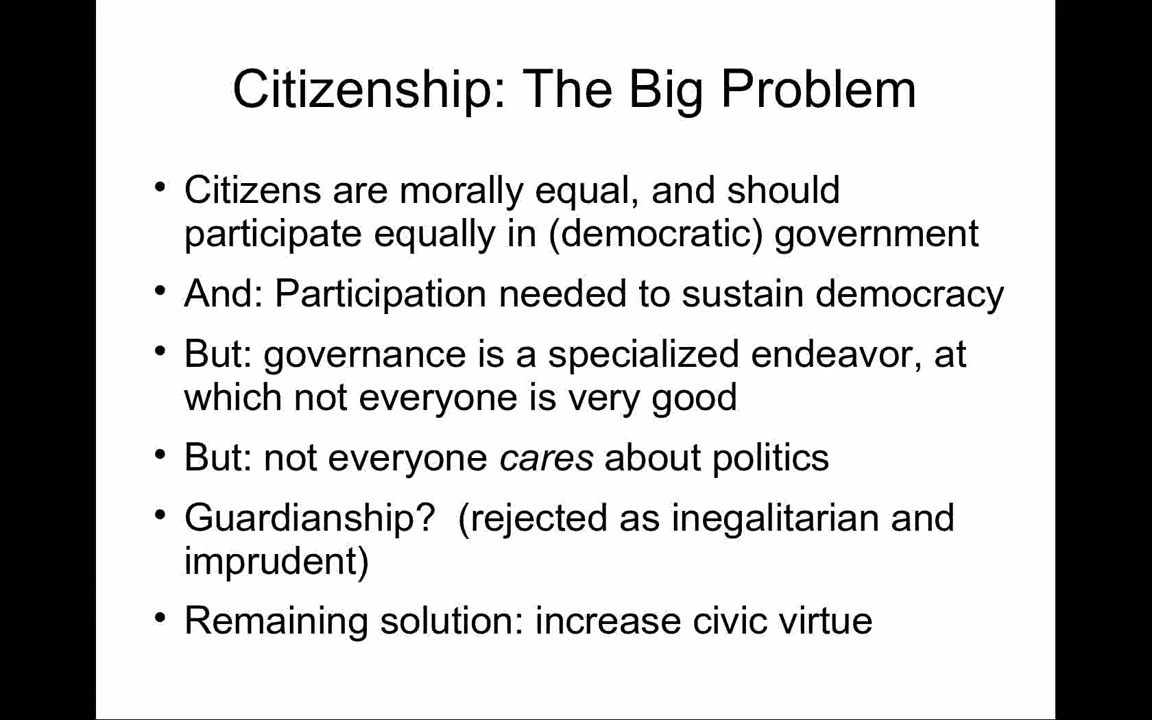 Citizenship: The Big Problem
• Citizens are morally equal, and should
participate equally in (democratic) government
• And: Participation needed to sustain democracy
• But: governance is a specialized endeavor, at
which not everyone is very good
• But: not everyone cares about politics
• Guardianship?  (rejected as inegalitarian and
imprudent)
• Remaining solution: increase civic virtue